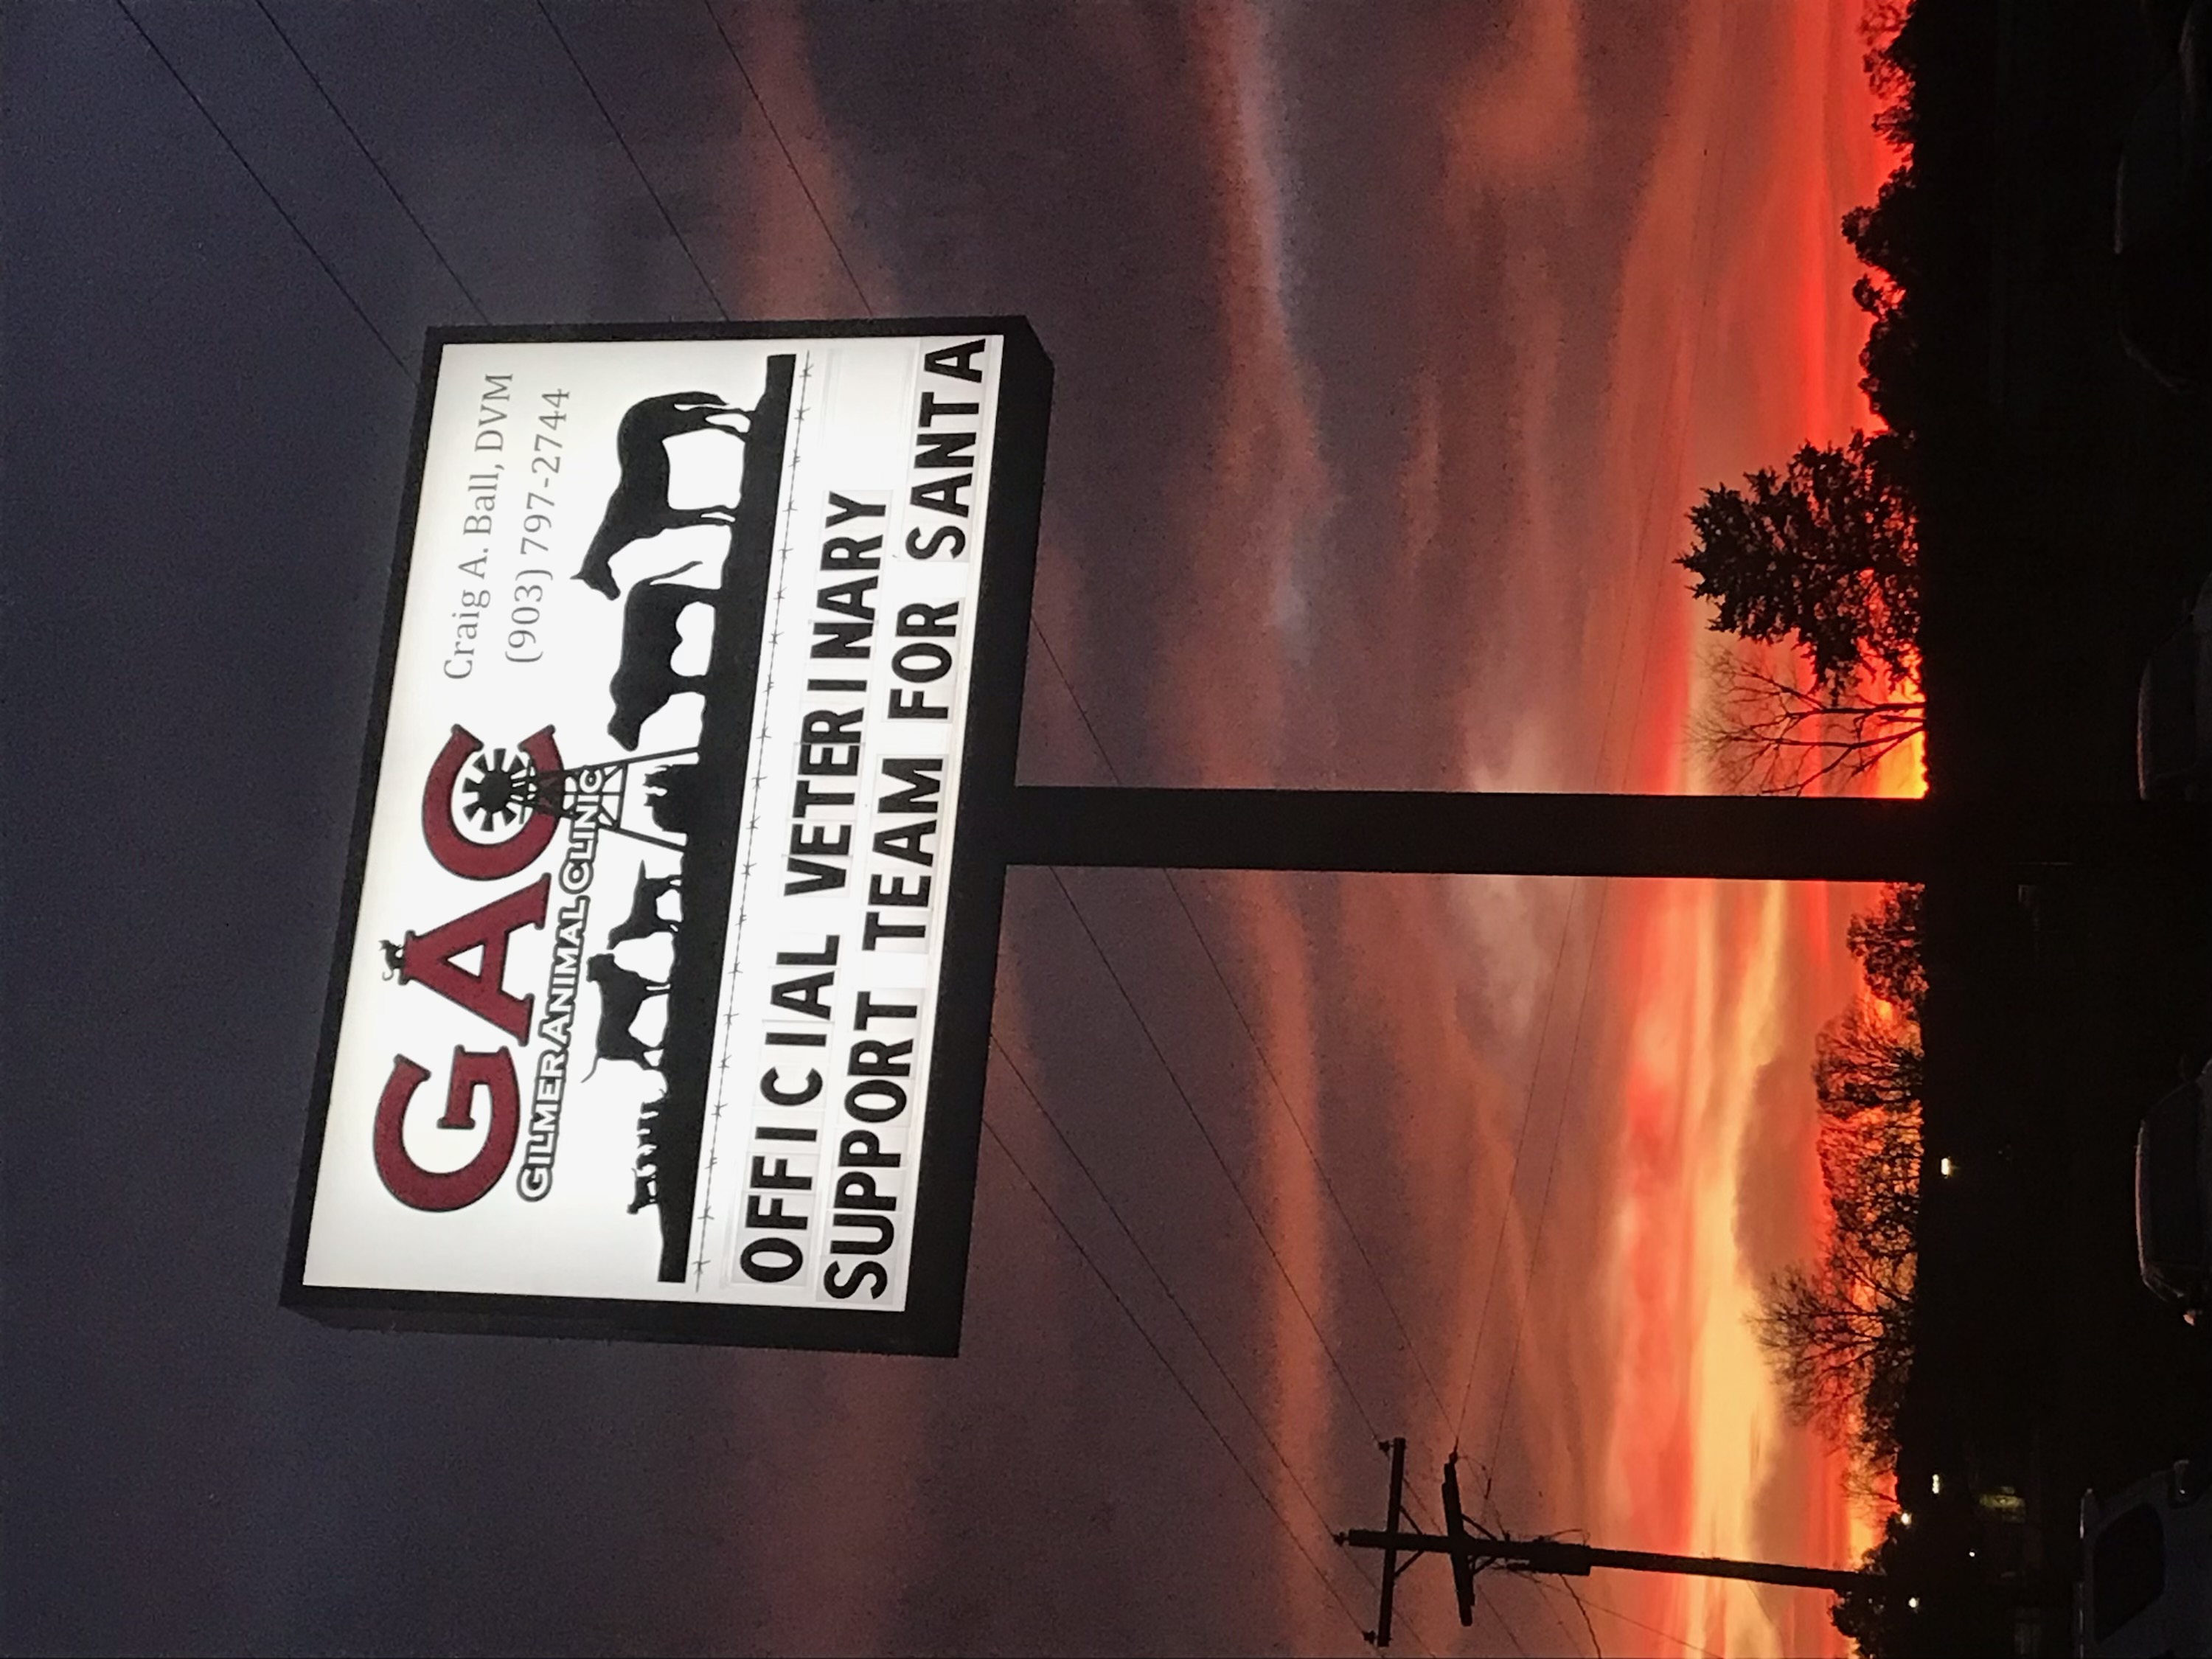 GAC
GILMER ANIMAL CLINIC
Craig A. Ball, DVM
(903) 797-2744
OFFICIAL VETERINARY
SUPPORT TEAM FOR SANTA